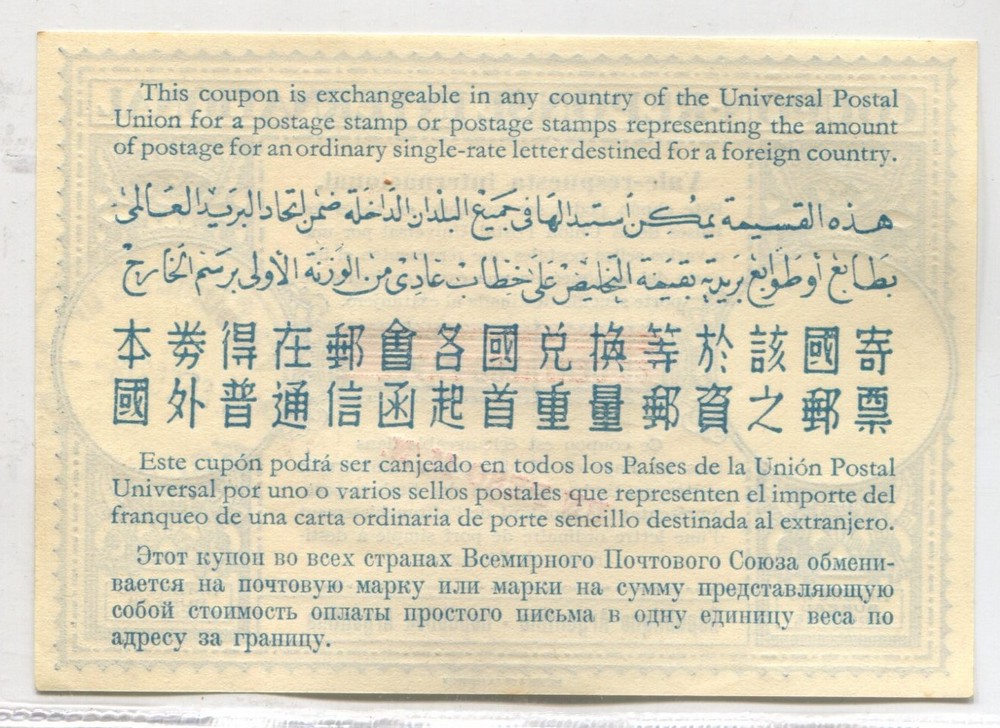 This coupon is exchangeable in any country of the Universal Postal
Union for a postage stamp or postage stamps representing the amount
of postage for an ordinary single-rate letter destined for a foreign country.
هذه القسيمة يمكن استبدالها في جميع البلدان الداخلة ضمن اتحاد البريد العالمي
بطابع أو طوابع بريدية بقيمة التخليص على خطاب عادي من الوزنة الأولى برسم الخارج
本券得在郵會各國兌換等於該國寄
國外普通信函起首重量郵資之郵票
Este cupón podrá ser canjeado en todos los Países de la Unión Postal
Universal por uno o varios sellos postales que representen el importe del
franqueo de una carta ordinaria de porte sencillo destinada al extranjero.
Этот купон во всех странах Всемирного Почтового Союза обмени-
вается на почтовую марку или марки на сумму представляющую
собой стоимость оплаты простого письма в одну единицу веса по
адресу за границу.